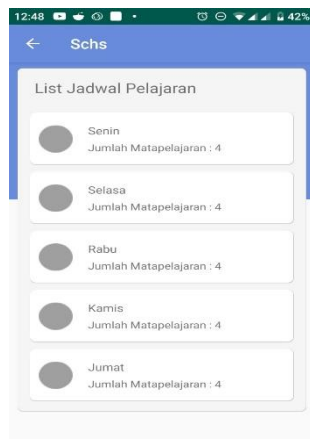 12:48 42%
Schs
List Jadwal Pelajaran
Senin
Jumlah Matapelajaran : 4
Selasa
Jumlah Matapelajaran : 4
Rabu
Jumlah Matapelajaran : 4
Kamis
Jumlah Matapelajaran : 4
Jumat
Jumlah Matapelajaran : 4